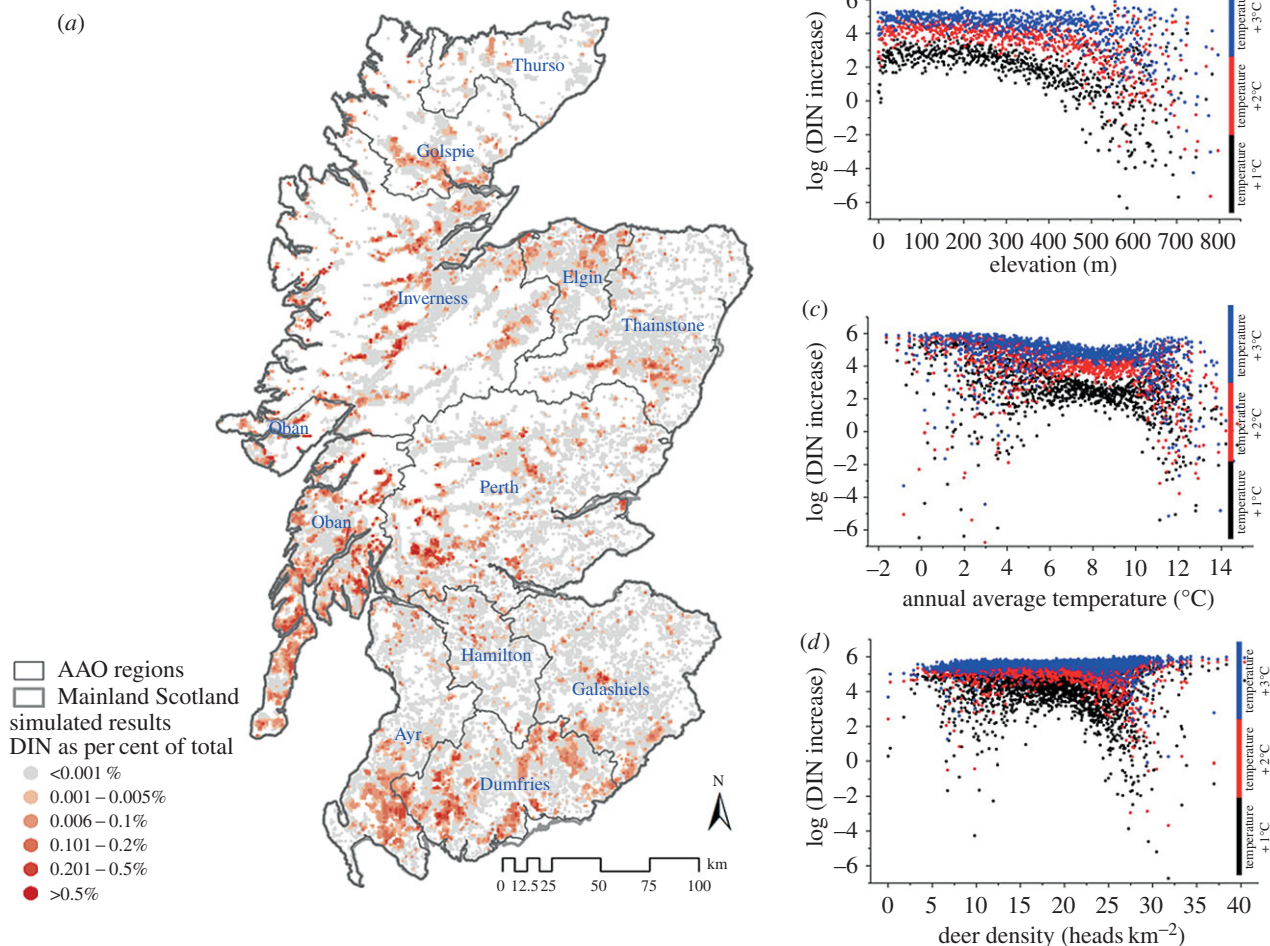 (a)
Thurso
Golspie
Elgin
Inverness
Thainstone
Oban
Perth
Oban
Hamilton
Galashiels
Ayr
Dumfries
N
km
0 12.5 25 50 75 100
AAO regions
Mainland Scotland
simulated results
DIN as per cent of total
<0.001 %
0.001 – 0.005%
0.006 – 0.1%
0.101 – 0.2%
0.201 – 0.5%
>0.5%
6
4
2
0
–2
–4
–6
log (DIN increase)
0 100 200 300 400 500 600 700 800
elevation (m)
temperature
+ 3°C
temperature
+ 2°C
temperature
+ 1°C
(c)
6
4
2
0
–2
–4
–6
log (DIN increase)
–2 0 2 4 6 8 10 12 14
annual average temperature (°C)
temperature
+ 3°C
temperature
+ 2°C
temperature
+ 1°C
(d)
6
4
2
0
–2
–4
–6
log (DIN increase)
0 5 10 15 20 25 30 35 40
deer density (heads km⁻²)
temperature
+3°C
temperature
+ 2°C
temperature
+ 1°C